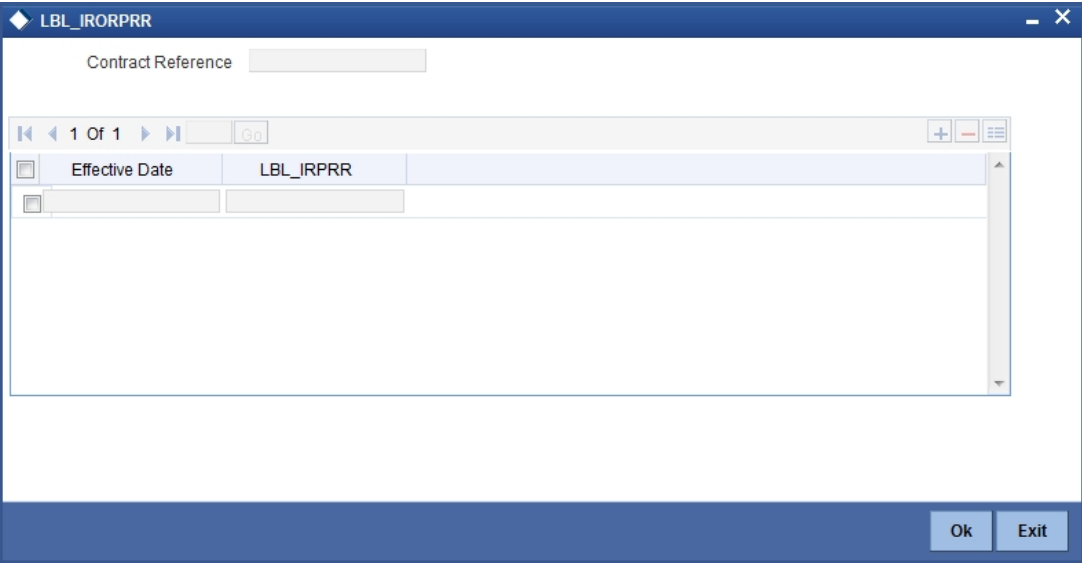 LBL_IRORPRR
Contract Reference
1 Of 1 Go
Effective Date LBL_IRPRR
Ok Exit